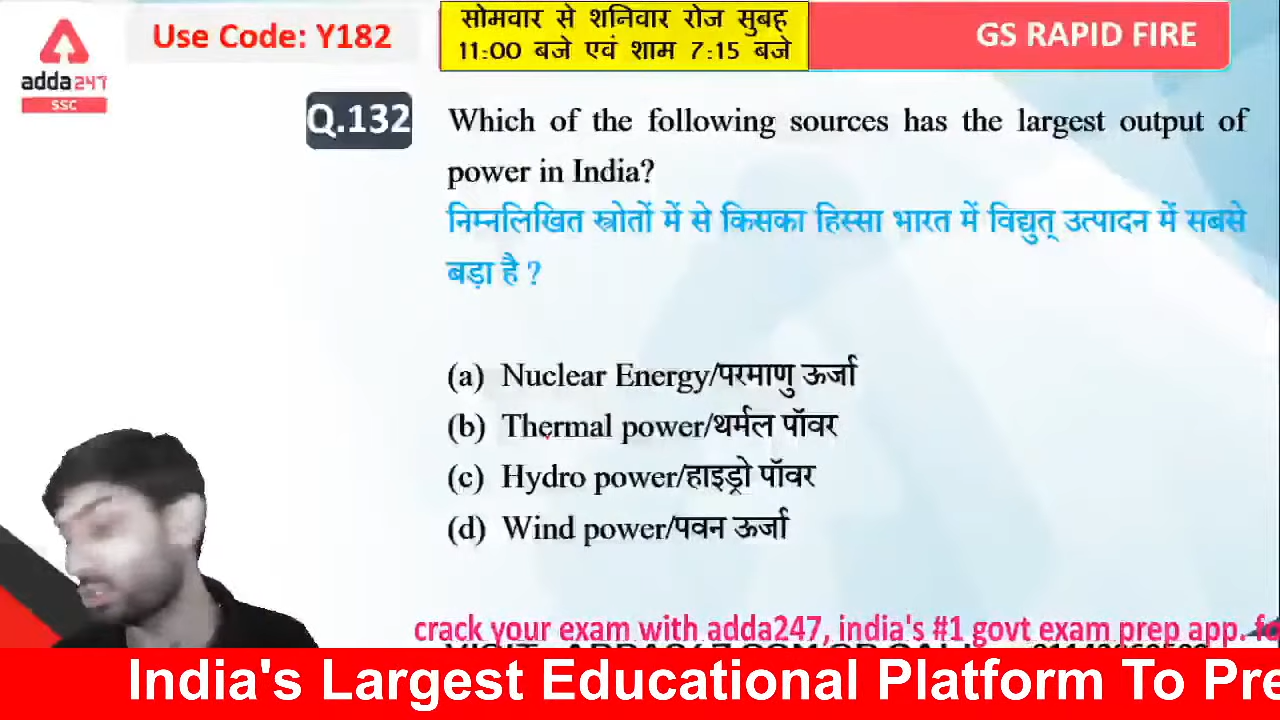 Use Code: Y182
सोमवार से शनिवार रोज सुबह
11:00 बजे एवं शाम 7:15 बजे
GS RAPID FIRE
adda247
SSC
Q.132
Which of the following sources has the largest output of
power in India?
निम्नलिखित स्त्रोतों में से किसका हिस्सा भारत में विद्युत् उत्पादन में सबसे
बड़ा है ?
(a) Nuclear Energy/परमाणु ऊर्जा
(b) Thermal power/थर्मल पॉवर
(c) Hydro power/हाइड्रो पॉवर
(d) Wind power/पवन ऊर्जा
crack your exam with adda247, india's #1 govt exam prep app.
India's Largest Educational Platform To Pre